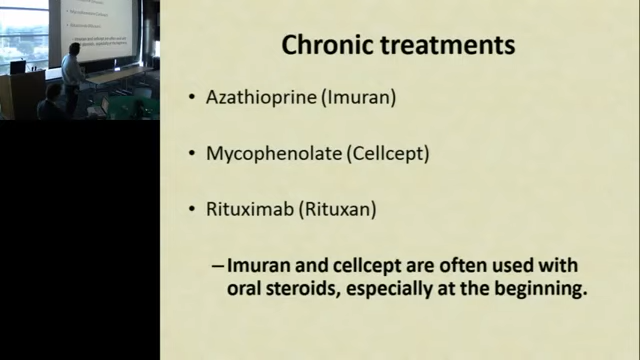 Chronic treatments
• Azathioprine (Imuran)
• Mycophenolate (Cellcept)
• Rituximab (Rituxan)
–Imuran and cellcept are often used with
oral steroids, especially at the beginning.